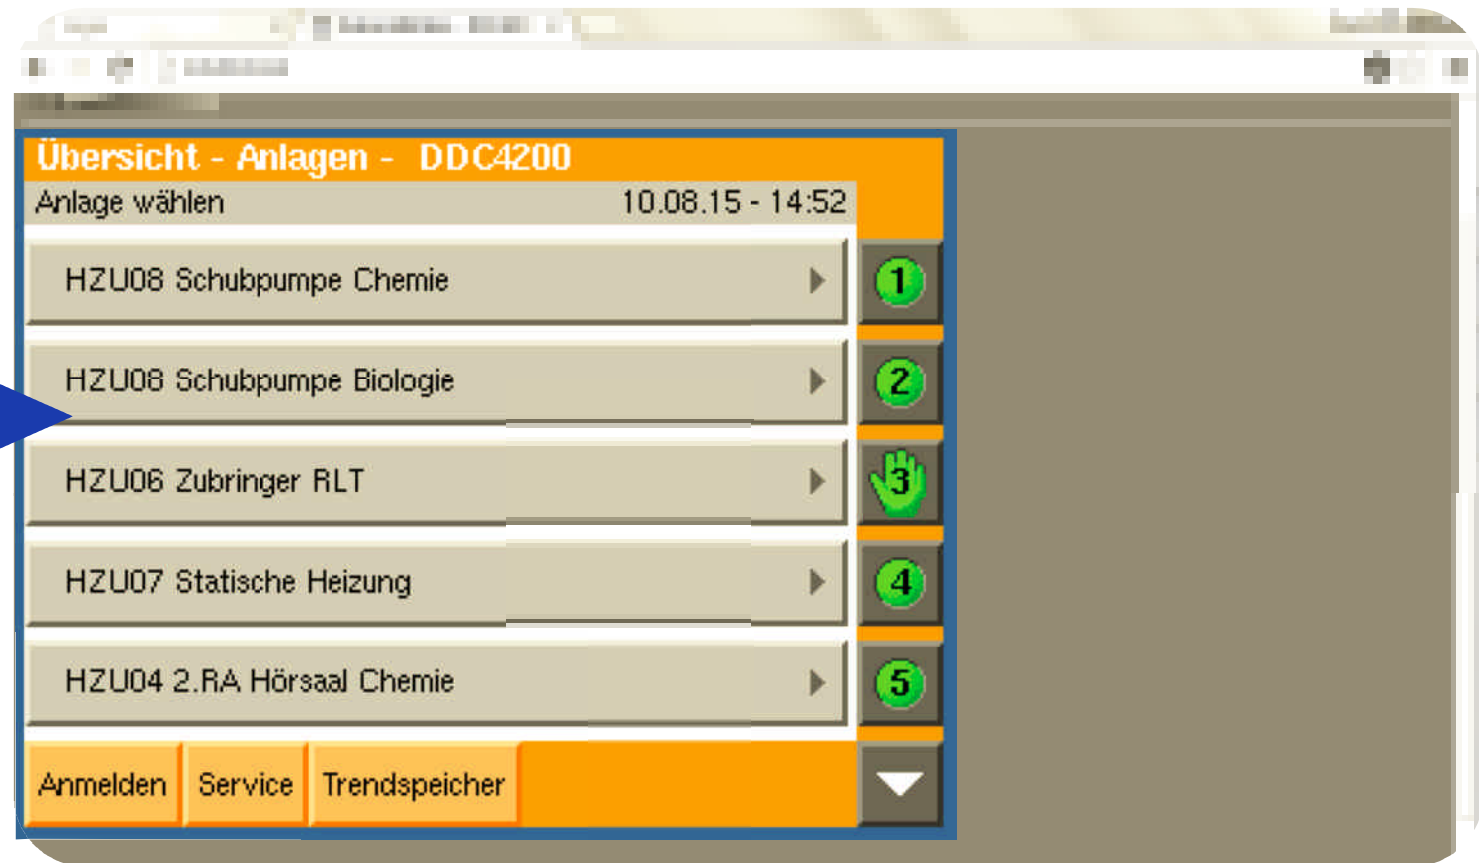 Übersicht - Anlagen - DDC4200
Anlage wählen 10.08.15 - 14:52
HZU08 Schubpumpe Chemie 1
HZU08 Schubpumpe Biologie 2
HZU06 Zubringer RLT 3
HZU07 Statische Heizung 4
HZU04 2.RA Hörsaal Chemie 5
Anmelden Service Trendspeicher